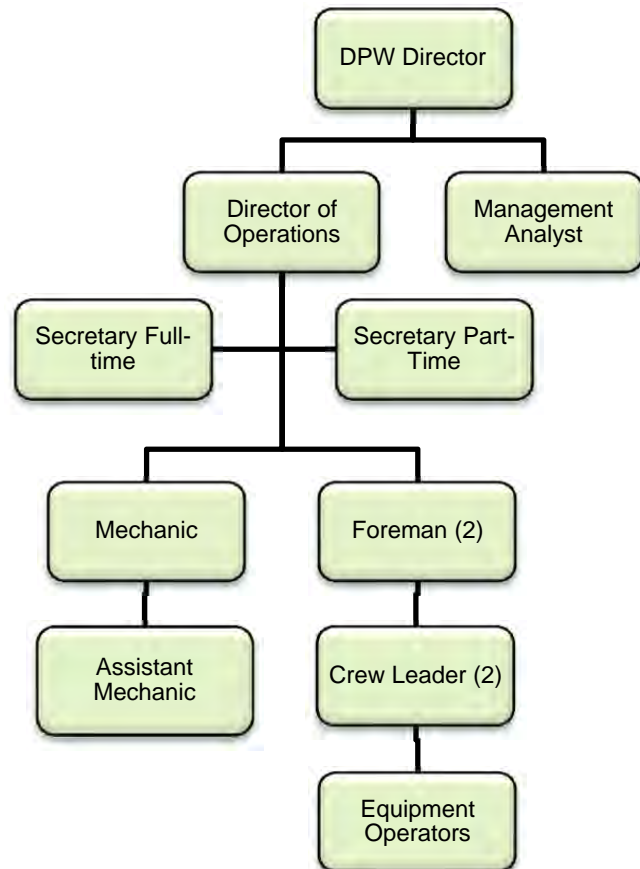 DPW Director
Director of
Operations
Management
Analyst
Secretary Full-
time
Secretary Part-
Time
Mechanic
Foreman (2)
Assistant
Mechanic
Crew Leader (2)
Equipment
Operators